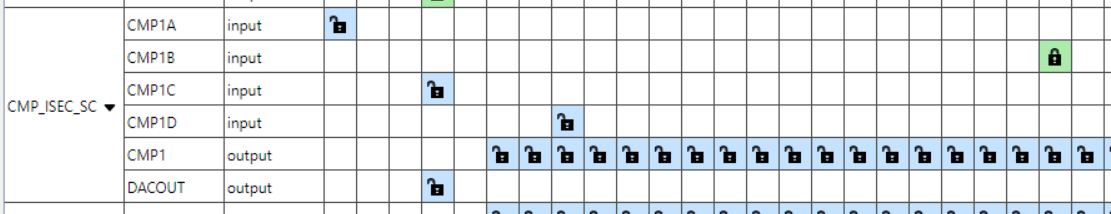 CMP1A input
CMP1B input
CMP1C input
CMP_ISEC_SC
CMP1D input
CMP1 output
DACOUT output